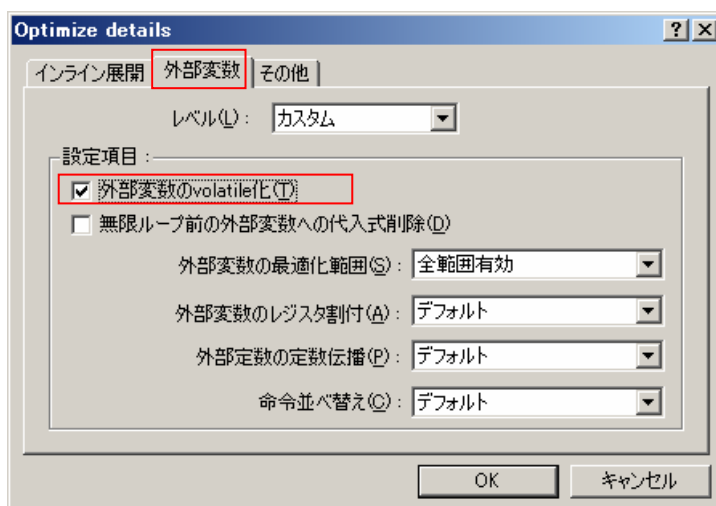 Optimize details
インライン展開 外部変数 その他
レベル(L): カスタム
設定項目:
外部変数のvolatile化(T)
無限ループ前の外部変数への代入式削除(D)
外部変数の最適化範囲(S): 全範囲有効
外部変数のレジスタ割付(A): デフォルト
外部定数の定数伝播(P): デフォルト
命令並べ替え(C): デフォルト
OK キャンセル